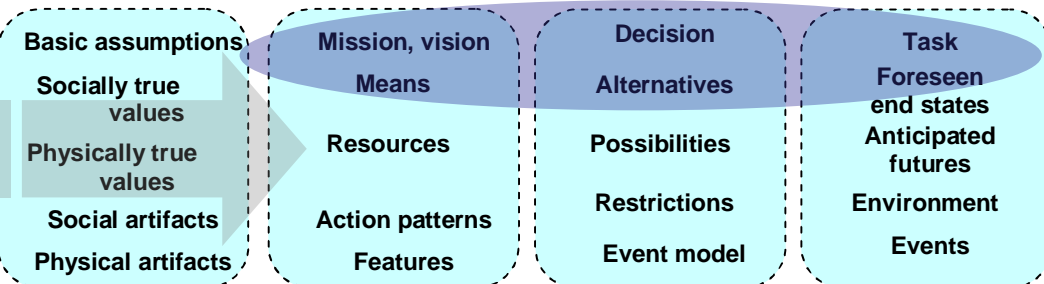 Basic assumptions
Socially true
values
Physically true
values
Social artifacts
Physical artifacts
Mission, vision
Means
Resources
Action patterns
Features
Decision
Alternatives
Possibilities
Restrictions
Event model
Task
Foreseen
end states
Anticipated
futures
Environment
Events